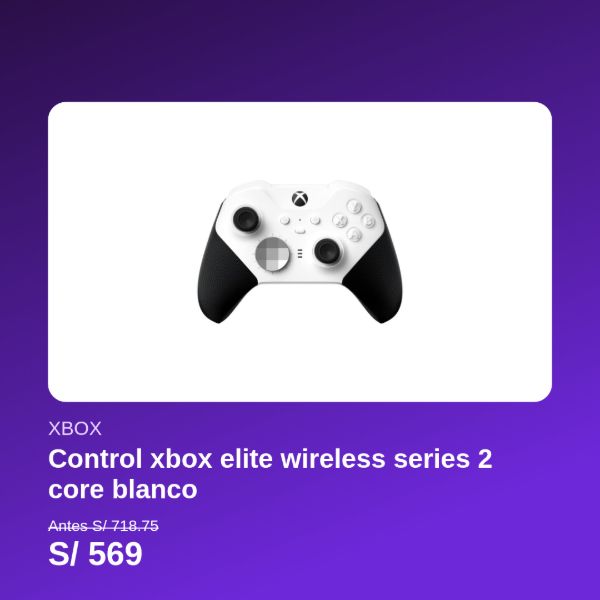 XBOX
Control xbox elite wireless series 2
core blanco
Antes S/ 718.75
S/ 569